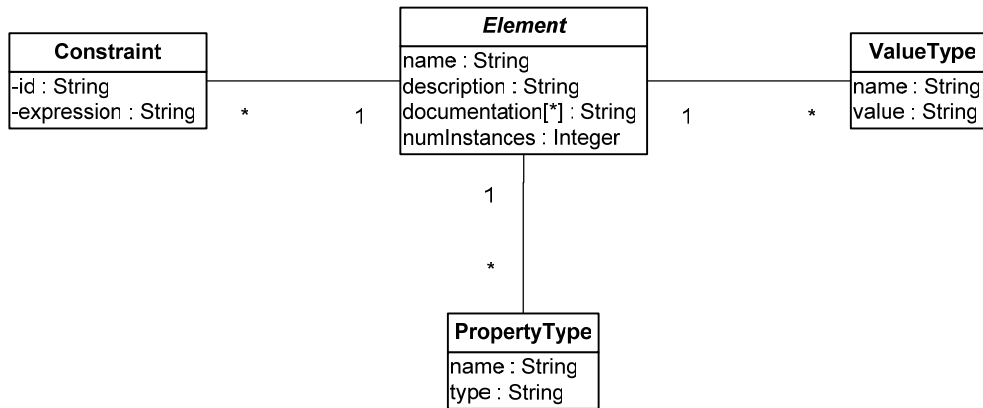 Constraint
-id : String
-expression : String
*
1
Element
name : String
description : String
documentation[*] : String
numInstances : Integer
1
*
ValueType
name : String
value : String
1
*
PropertyType
name : String
type : String